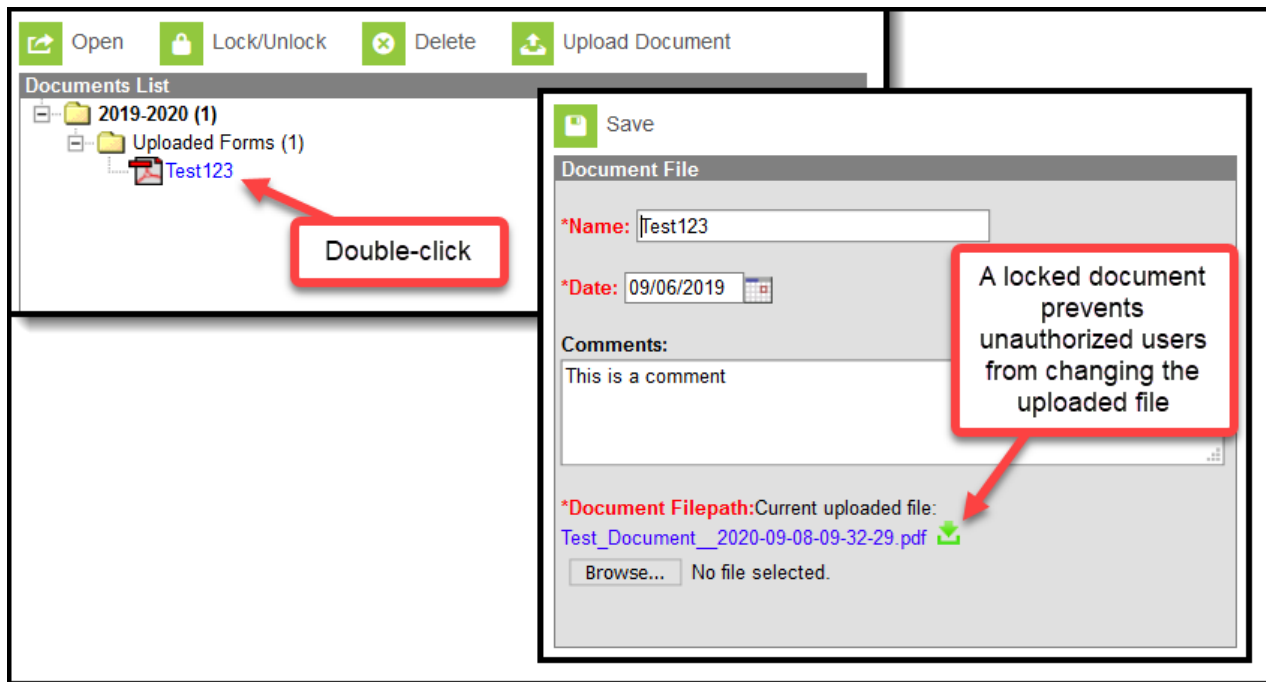 Open Lock/Unlock Delete Upload Document
Documents List
2019-2020 (1)
Uploaded Forms (1)
Test123
Double-click
Save
Document File
*Name: Test123
*Date: 09/06/2019
Comments:
This is a comment
A locked document
prevents
unauthorized users
from changing the
uploaded file
*Document Filepath:Current uploaded file:
Test_Document__2020-09-08-09-32-29.pdf
Browse... No file selected.